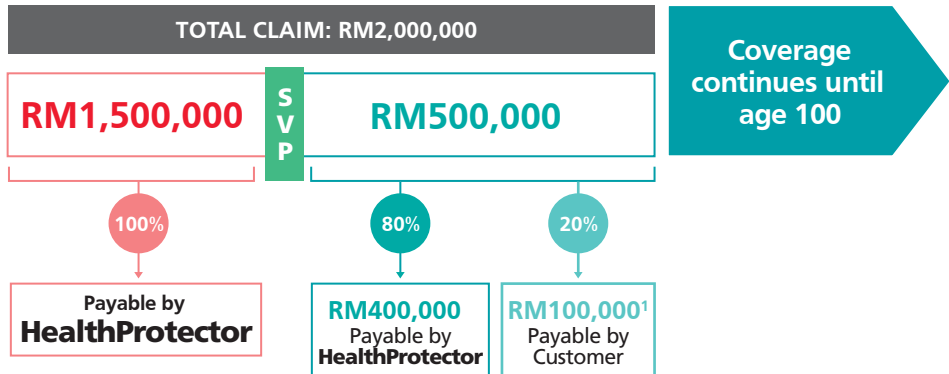 TOTAL CLAIM: RM2,000,000
Coverage
continues until
age 100
RM1,500,000
S
V
P
RM500,000
100%
80%
20%
Payable by
HealthProtector
RM400,000
Payable by
HealthProtector
RM100,000¹
Payable by
Customer